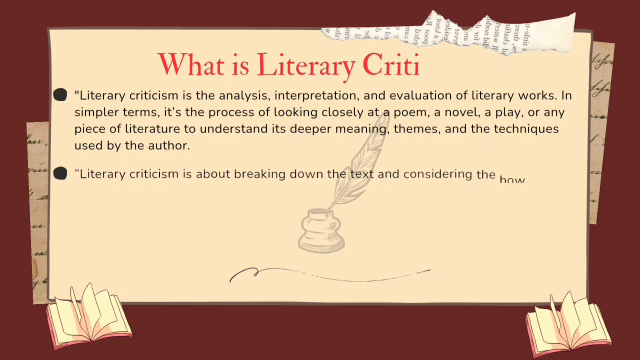 What is Literary Criti
"Literary criticism is the analysis, interpretation, and evaluation of literary works. In
simpler terms, it's the process of looking closely at a poem, a novel, a play, or any
piece of literature to understand its deeper meaning, themes, and the techniques
used by the author.
"Literary criticism is about breaking down the text and considering the how